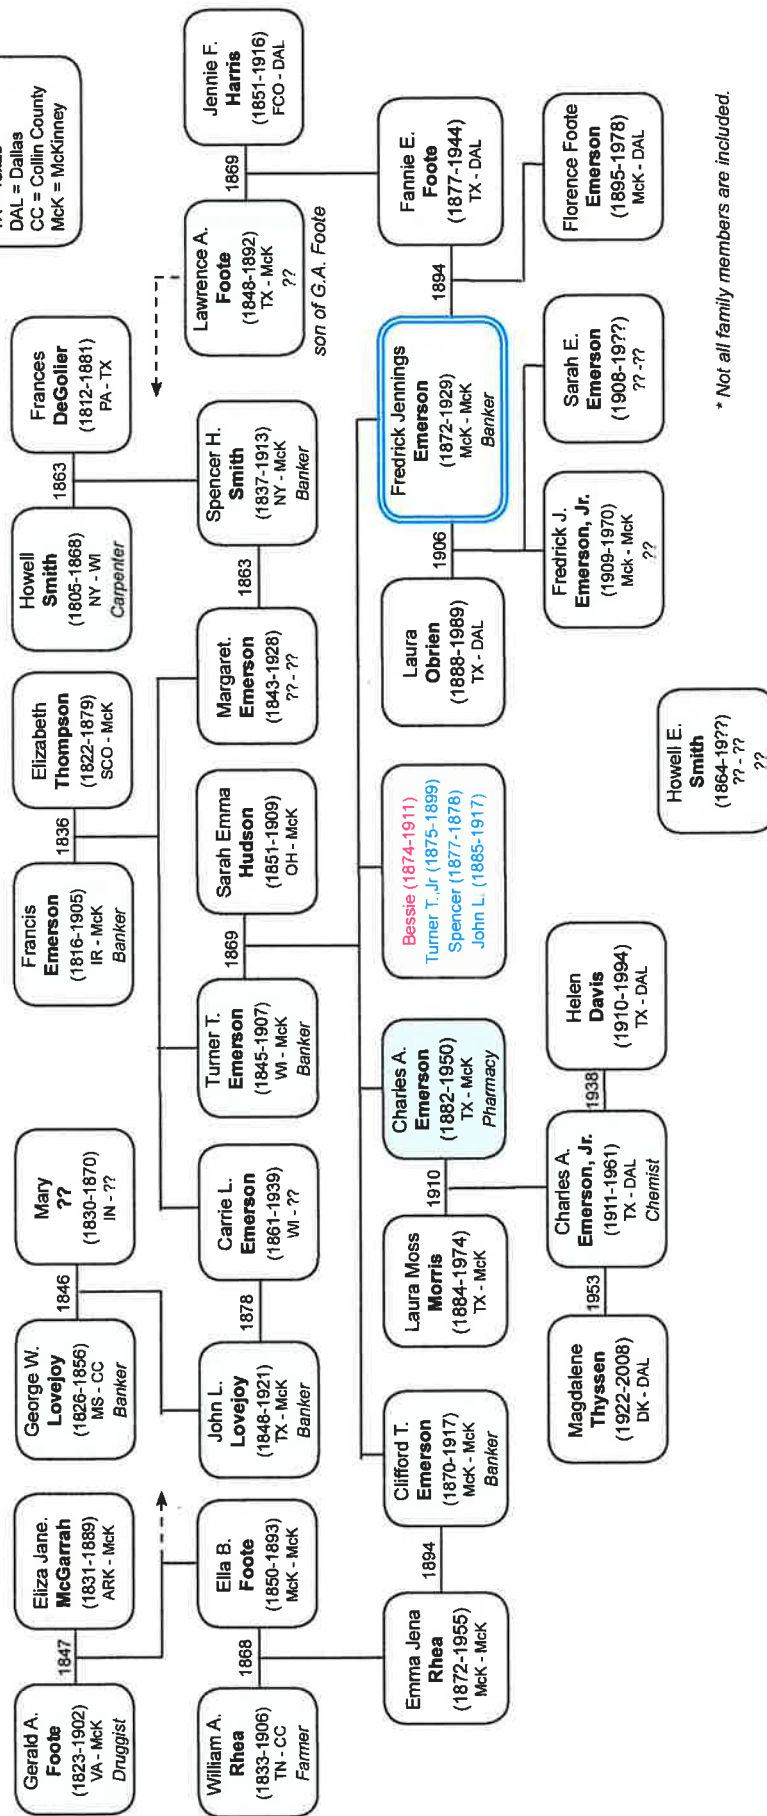 DAL = Dallas
CC = Collin County
McK = McKinney
Gerald A.
Foote
(1823-1902)
VA - McK
Druggist
1847
Eliza Jane.
McGarrah
(1831-1889)
ARK - McK
George W.
Lovejoy
(1826-1856)
MS - CC
Banker
1846
Mary
??
(1830-1870)
IN - ??
Francis
Emerson
(1816-1905)
IR - McK
Banker
1836
Elizabeth
Thompson
(1822-1879)
SCO - McK
Howell
Smith
(1805-1868)
NY - WI
Carpenter
1863
Frances
DeGolier
(1812-1881)
PA - TX
William A.
Rhea
(1833-1906)
TN - CC
Farmer
1868
Ella B.
Foote
(1850-1893)
McK - McK
John L.
Lovejoy
(1848-1921)
TX - McK
Banker
1878
Carrie L.
Emerson
(1861-1939)
WI - ??
Turner T.
Emerson
(1845-1907)
WI - McK
Banker
1869
Sarah Emma
Hudson
(1851-1909)
OH - McK
Margaret.
Emerson
(1843-1928)
?? - ??
1863
Spencer H.
Smith
(1837-1913)
NY - McK
Banker
Lawrence A.
Foote
(1848-1892)
TX - McK
??
son of G.A. Foote
1869
Jennie F.
Harris
(1851-1916)
FCO - DAL
Emma Jena
Rhea
(1872-1955)
McK - McK
1894
Clifford T.
Emerson
(1870-1917)
McK - McK
Banker
Laura Moss
Morris
(1884-1974)
TX - McK
1910
Charles A.
Emerson
(1882-1950)
TX - McK
Pharmacy
Bessie (1874-1911)
Turner T.,Jr (1875-1899)
Spencer (1877-1878)
John L. (1885-1917)
Laura
Obrien
(1888-1989)
TX - DAL
1906
Fredrick Jennings
Emerson
(1872-1929)
McK - McK
Banker
1894
Fannie E.
Foote
(1877-1944)
TX - DAL
Magdalene
Thyssen
(1922-2008)
DK - DAL
1953
Charles A.
Emerson, Jr.
(1911-1961)
TX - DAL
Chemist
1938
Helen
Davis
(1910-1994)
TX - DAL
Fredrick J.
Emerson, Jr.
(1909-1970)
Mck - McK
??
Sarah E.
Emerson
(1908-19??)
?? -??
Florence Foote
Emerson
(1895-1978)
McK - DAL
Howell E.
Smith
(1864-19??)
?? - ??
??
* Not all family members are included.